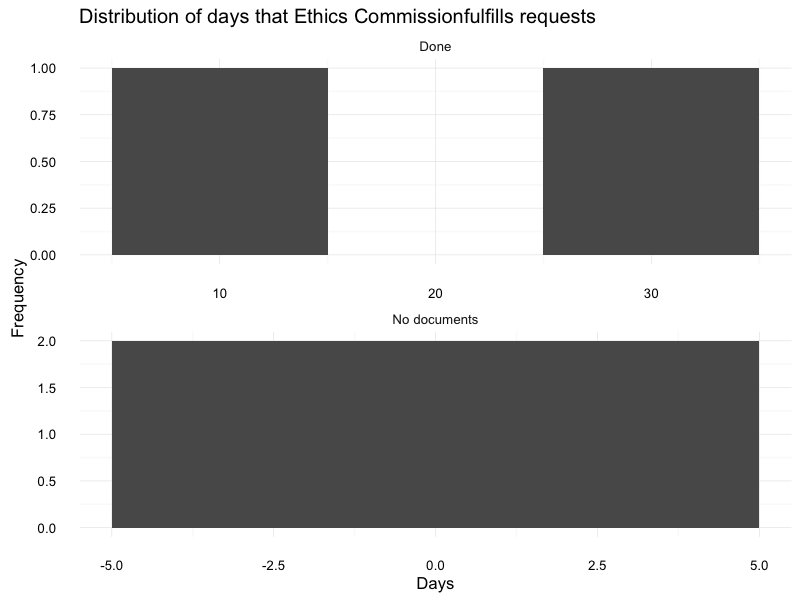 Distribution of days that Ethics Commissionfulfills requests
Done
1.00
0.75
0.50
0.25
0.00
10 20 30
Frequency
No documents
2.0
1.5
1.0
0.5
0.0
-5.0 -2.5 0.0 2.5 5.0
Days